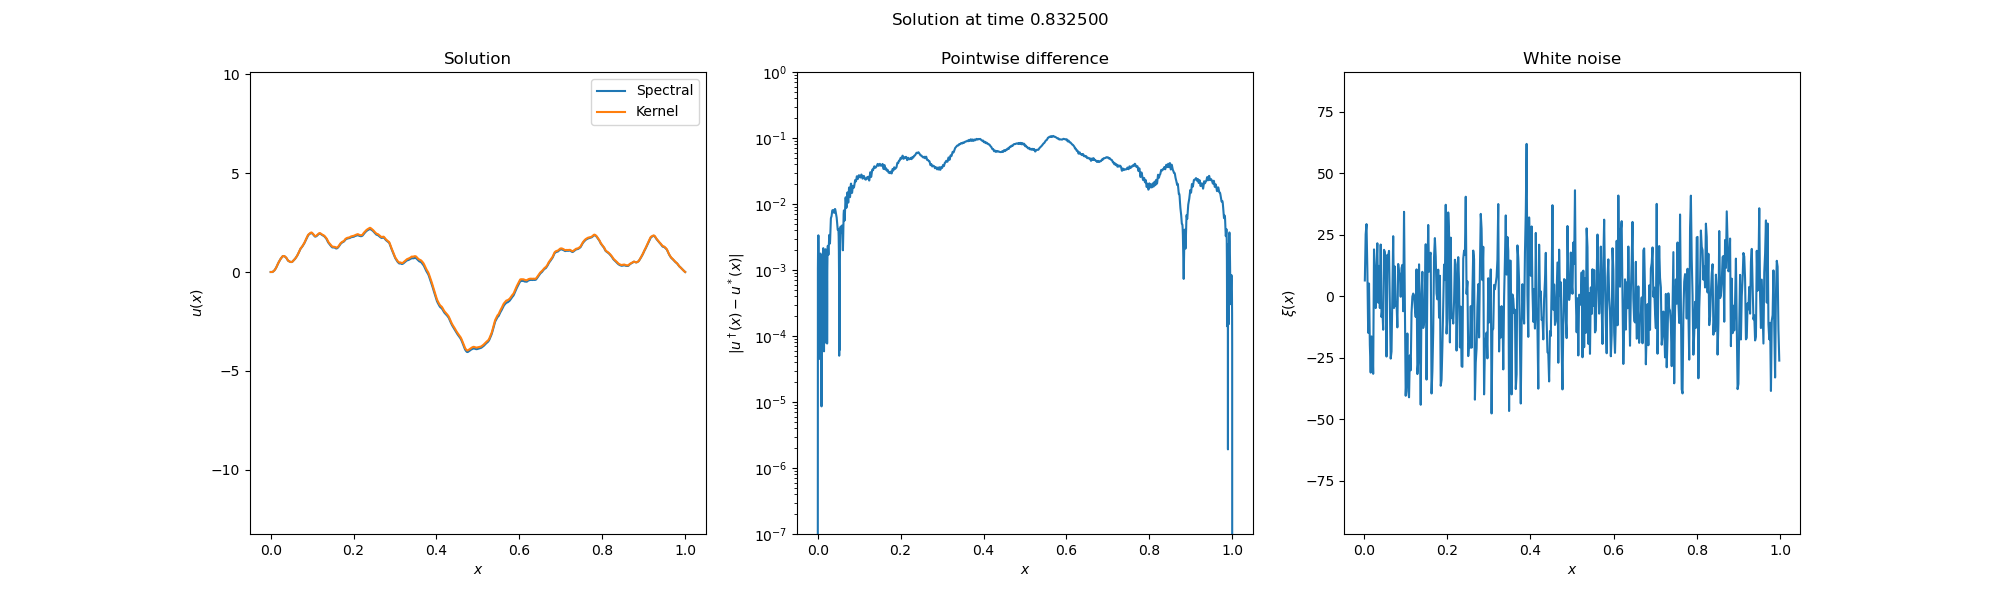 Solution at time 0.832500
Solution
10
5
0
−5
−10
0.0 0.2 0.4 0.6 0.8 1.0
x
u(x)
Spectral
Kernel
Pointwise difference
10⁰
10⁻¹
10⁻²
10⁻³
10⁻⁴
10⁻⁵
10⁻⁶
10⁻⁷
0.0 0.2 0.4 0.6 0.8 1.0
x
|u†(x) − u*(x)|
White noise
75
50
25
0
−25
−50
−75
0.0 0.2 0.4 0.6 0.8 1.0
x
ξ(x)